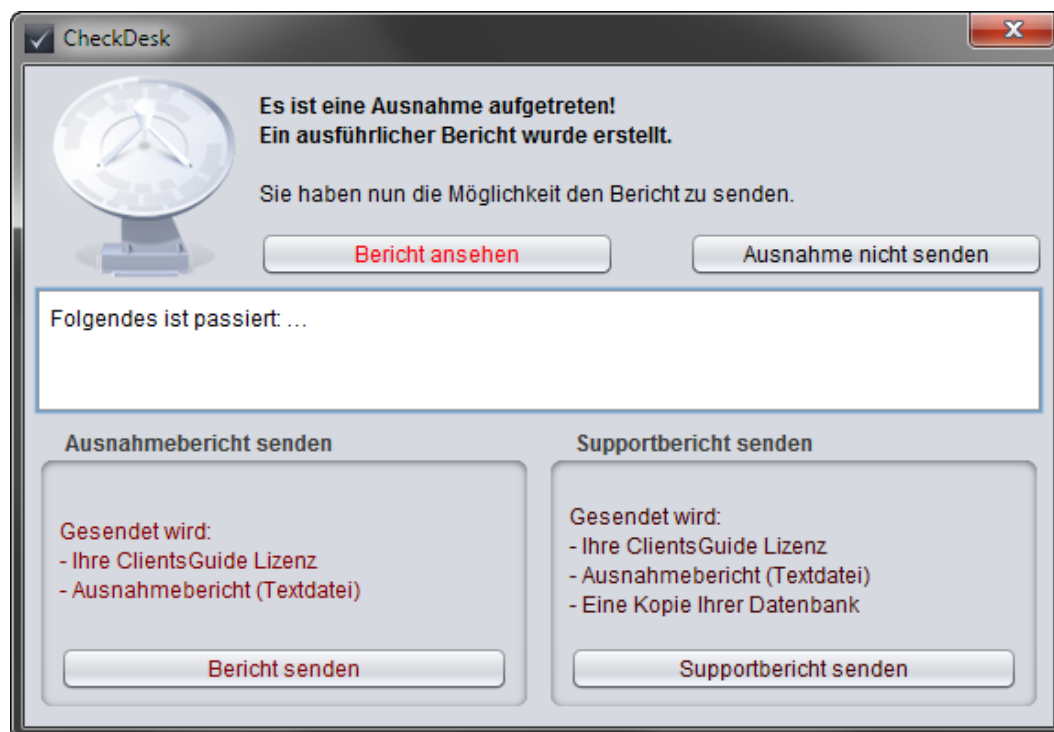 CheckDesk
Es ist eine Ausnahme aufgetreten!
Ein ausführlicher Bericht wurde erstellt.
Sie haben nun die Möglichkeit den Bericht zu senden.
Bericht ansehen
Ausnahme nicht senden
Folgendes ist passiert: …
Ausnahmebericht senden
Gesendet wird:
- Ihre ClientsGuide Lizenz
- Ausnahmebericht (Textdatei)
Bericht senden
Supportbericht senden
Gesendet wird:
- Ihre ClientsGuide Lizenz
- Ausnahmebericht (Textdatei)
- Eine Kopie Ihrer Datenbank
Supportbericht senden